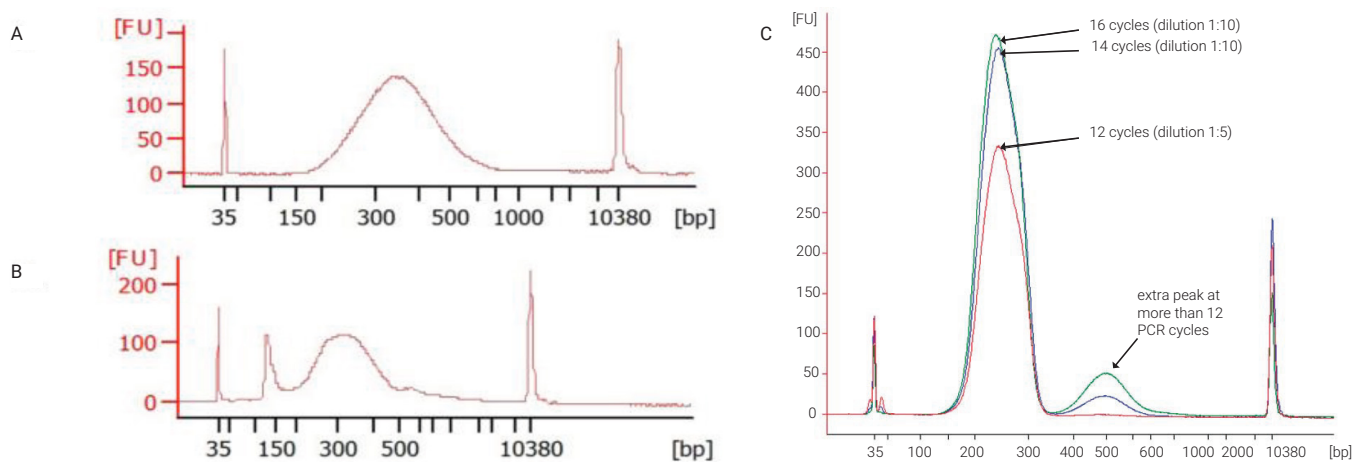 A
[FU]
150
100
50
0
35 150 300 500 1000 10380 [bp]
B
[FU]
200
100
0
35 150 300 500 10380 [bp]
C
[FU]
450
400
350
300
250
200
150
100
50
0
16 cycles (dilution 1:10)
14 cycles (dilution 1:10)
12 cycles (dilution 1:5)
extra peak at
more than 12
PCR cycles
35 100 200 300 400 500 600 1000 2000 10380 [bp]